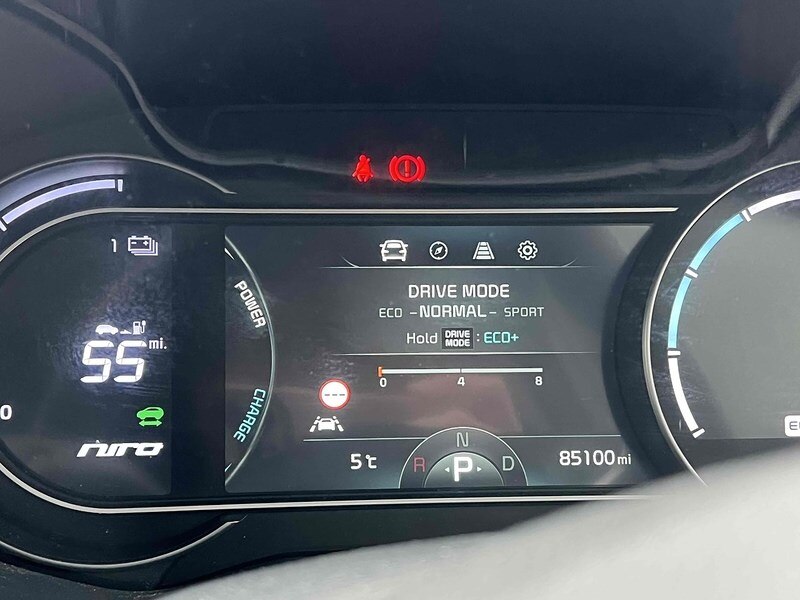 1
55 mi.
0
niro
POWER
CHARGE
DRIVE MODE
ECO - NORMAL - SPORT
Hold DRIVE MODE : ECO+
0 4 8
N
R P D
5℃
85100 mi